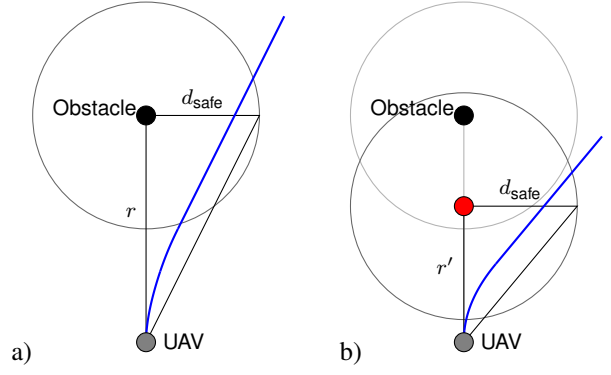 Obstacle
d_safe
r
UAV
a)
Obstacle
d_safe
r′
UAV
b)